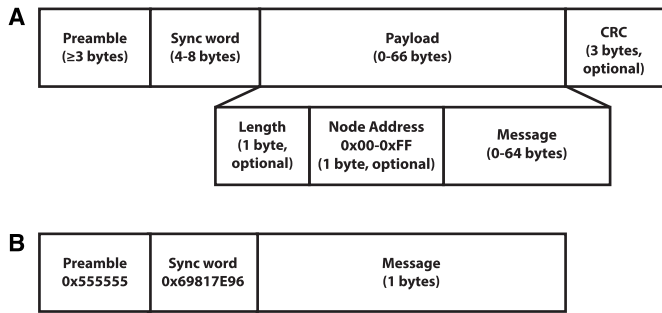 A
Preamble
(≥3 bytes)
Sync word
(4-8 bytes)
Payload
(0-66 bytes)
CRC
(3 bytes,
optional)
Length
(1 byte,
optional)
Node Address
0x00-0xFF
(1 byte, optional)
Message
(0-64 bytes)
B
Preamble
0x555555
Sync word
0x69817E96
Message
(1 bytes)